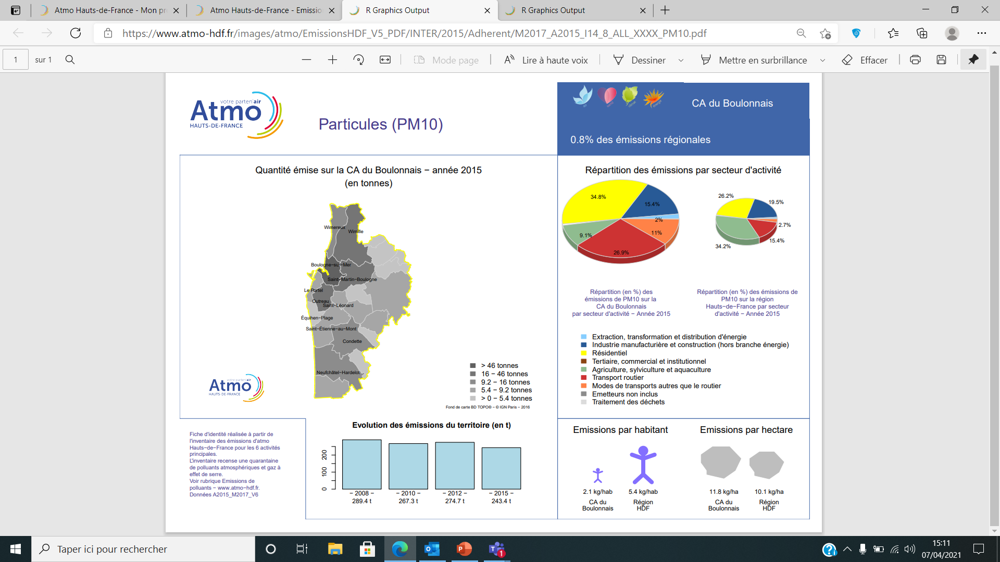 Atmo Hauts-de-France - Mon pr
Atmo Hauts-de-France - Emissio
R Graphics Output
R Graphics Output
https://www.atmo-hdf.fr/images/atmo/EmissionsHDF_V5_PDF/INTER/2015/Adherent/M2017_A2015_I14_8_ALL_XXXX_PM10.pdf
1 sur 1
Mode page
Lire à haute voix
Dessiner
Mettre en surbrillance
Effacer
votre parten'air
Atmo
HAUTS-DE-FRANCE
Particules (PM10)
CA du Boulonnais
0.8% des émissions régionales
Quantité émise sur la CA du Boulonnais − année 2015
(en tonnes)
Wimereux
Wimille
Boulogne−sur−Mer
Saint−Martin−Boulogne
Le Portel
Outreau
Saint−Léonard
Équihen−Plage
Saint−Étienne−au−Mont
Condette
Neufchâtel−Hardelot
> 46 tonnes
16 − 46 tonnes
9.2 − 16 tonnes
5.4 − 9.2 tonnes
> 0 − 5.4 tonnes
Fond de carte BD TOPO® − © IGN Paris − 2016
votre parten'air
Atmo
HAUTS-DE-FRANCE
Répartition des émissions par secteur d'activité
34.8%
15.4%
2%
11%
26.9%
9.1%
26.2%
19.5%
2.7%
15.4%
34.2%
Répartition (en %) des
émissions de PM10 sur la
CA du Boulonnais
par secteur d'activité − Année 2015
Répartition (en %) des émissions de
PM10 sur la région
Hauts−de−France par secteur
d'activité − Année 2015
Extraction, transformation et distribution d'énergie
Industrie manufacturière et construction (hors branche énergie)
Résidentiel
Tertiaire, commercial et institutionnel
Agriculture, sylviculture et aquaculture
Transport routier
Modes de transports autres que le routier
Emetteurs non inclus
Traitement des déchets
Fiche d'identité réalisée à partir de
l'inventaire des émissions d'atmo
Hauts−de−France pour les 6 activités
principales.
L'inventaire recense une quarantaine
de polluants atmosphériques et gaz à
effet de serre.
Voir rubrique Emissions de
polluants − www.atmo−hdf.fr.
Données A2015_M2017_V6
Evolution des émissions du territoire (en t)
200
100
0
− 2008 −
289.4 t
− 2010 −
267.3 t
− 2012 −
274.7 t
− 2015 −
243.4 t
Emissions par habitant
2.1 kg/hab
CA du
Boulonnais
5.4 kg/hab
Région
HDF
Emissions par hectare
11.8 kg/ha
CA du
Boulonnais
10.1 kg/ha
Région
HDF
Taper ici pour rechercher
1
15:11
07/04/2021